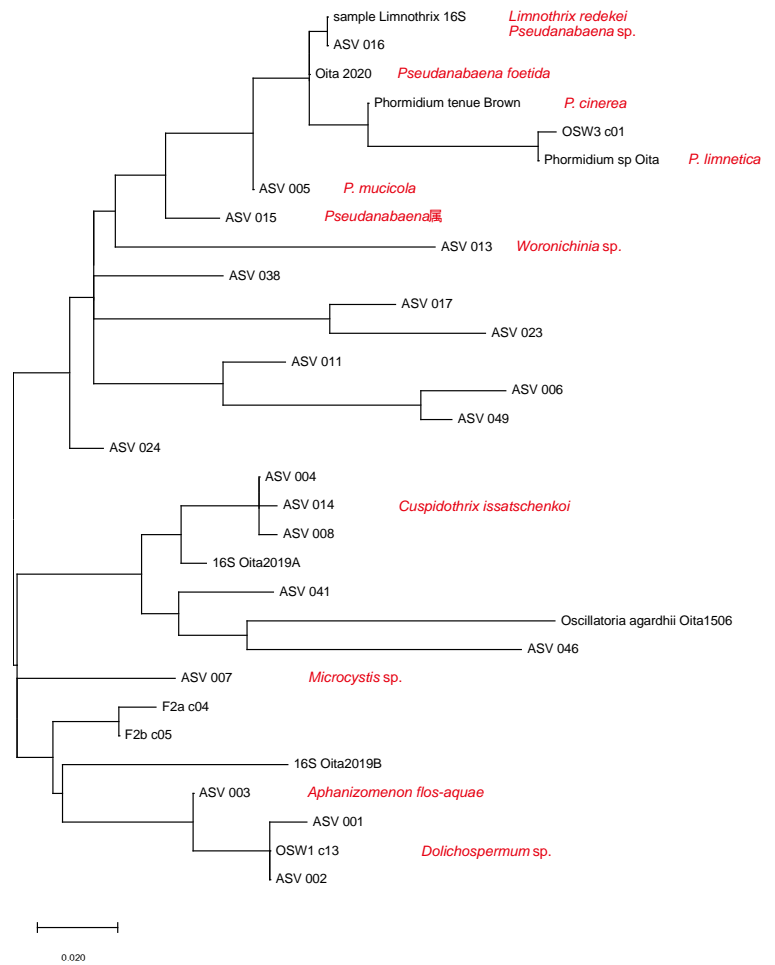 sample Limnothrix 16S Limnothrix redekei
Pseudanabaena sp.
ASV 016
Oita 2020 Pseudanabaena foetida
Phormidium tenue Brown P. cinerea
OSW3 c01
Phormidium sp Oita P. limnetica
ASV 005 P. mucicola
ASV 015 Pseudanabaena属
ASV 013 Woronichinia sp.
ASV 038
ASV 017
ASV 023
ASV 011
ASV 006
ASV 049
ASV 024
ASV 004
ASV 014 Cuspidothrix issatschenkoi
ASV 008
16S Oita2019A
ASV 041
Oscillatoria agardhii Oita1506
ASV 046
ASV 007 Microcystis sp.
F2a c04
F2b c05
16S Oita2019B
ASV 003 Aphanizomenon flos-aquae
ASV 001
OSW1 c13 Dolichospermum sp.
ASV 002
0.020